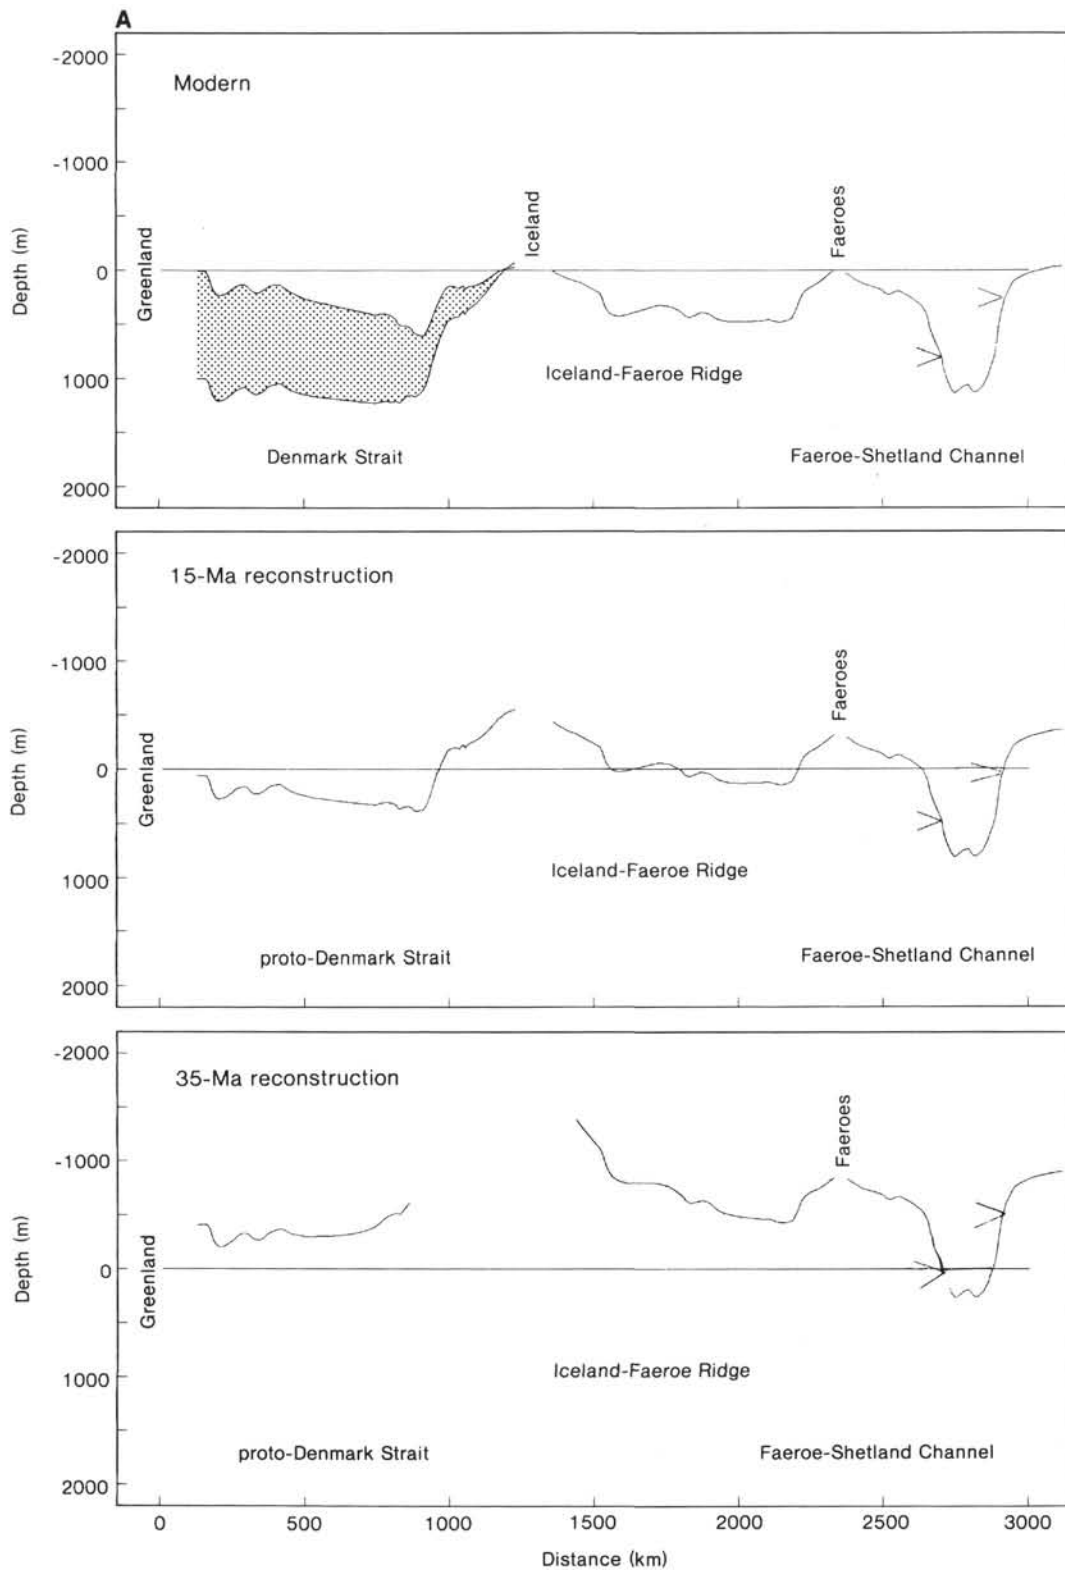 A
-2000
Modern
-1000
Depth (m)
Greenland
Iceland
Faeroes
0
Iceland-Faeroe Ridge
1000
Denmark Strait
Faeroe-Shetland Channel
2000
-2000
15-Ma reconstruction
-1000
Depth (m)
Greenland
Faeroes
0
Iceland-Faeroe Ridge
1000
proto-Denmark Strait
Faeroe-Shetland Channel
2000
-2000
35-Ma reconstruction
-1000
Depth (m)
Greenland
Faeroes
0
Iceland-Faeroe Ridge
1000
proto-Denmark Strait
Faeroe-Shetland Channel
2000
0 500 1000 1500 2000 2500 3000
Distance (km)